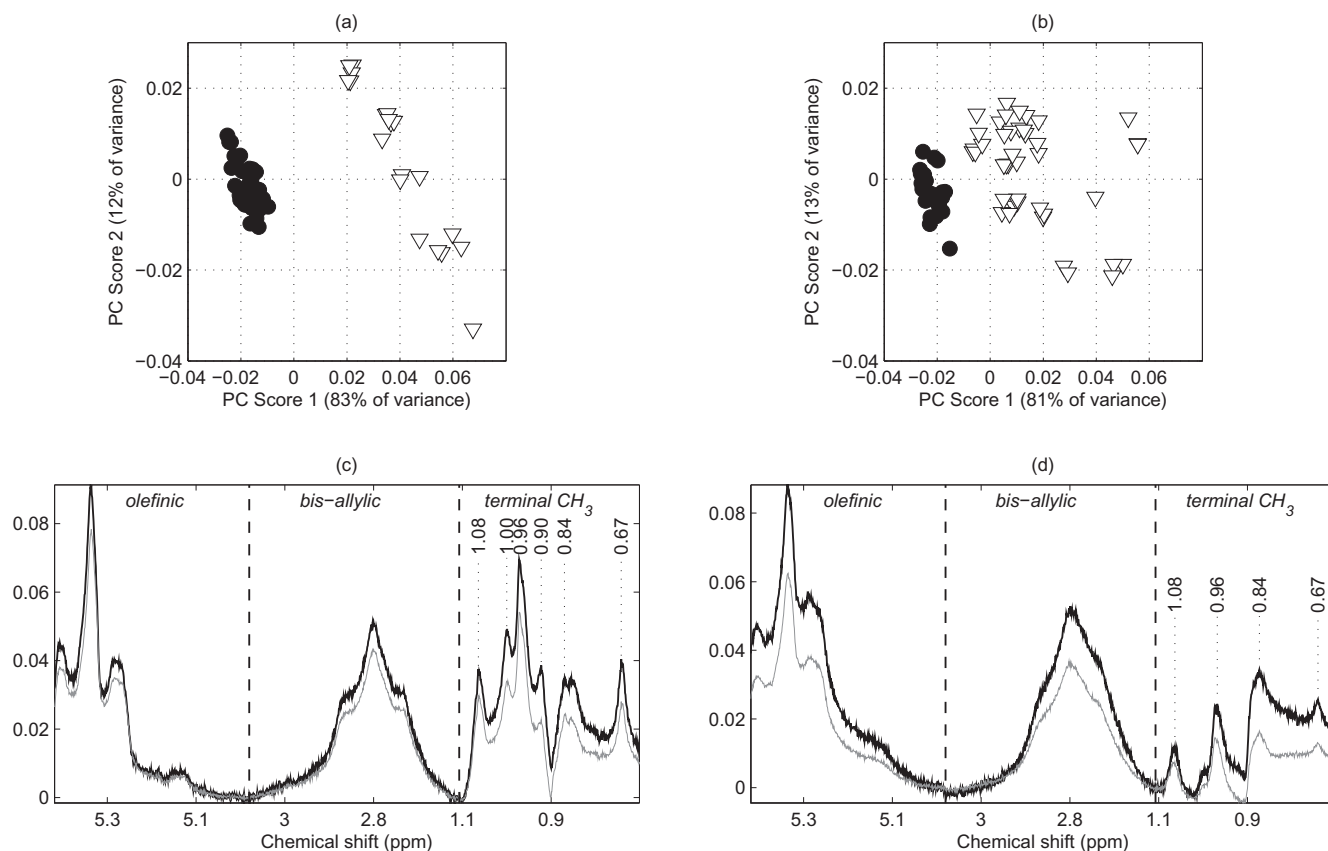 (a)
(b)
0.02
0
−0.02
−0.04
PC Score 2 (12% of variance)
−0.04 −0.02 0 0.02 0.04 0.06
PC Score 1 (83% of variance)
0.02
0
−0.02
−0.04
PC Score 2 (13% of variance)
−0.04 −0.02 0 0.02 0.04 0.06
PC Score 1 (81% of variance)
(c)
(d)
olefinic bis−allylic terminal CH3
1.08 1.00 0.96 0.90 0.84 0.67
0.08
0.06
0.04
0.02
0
5.3 5.1 3 2.8 1.1 0.9
Chemical shift (ppm)
olefinic bis−allylic terminal CH3
1.08 0.96 0.84 0.67
0.08
0.06
0.04
0.02
0
5.3 5.1 3 2.8 1.1 0.9
Chemical shift (ppm)